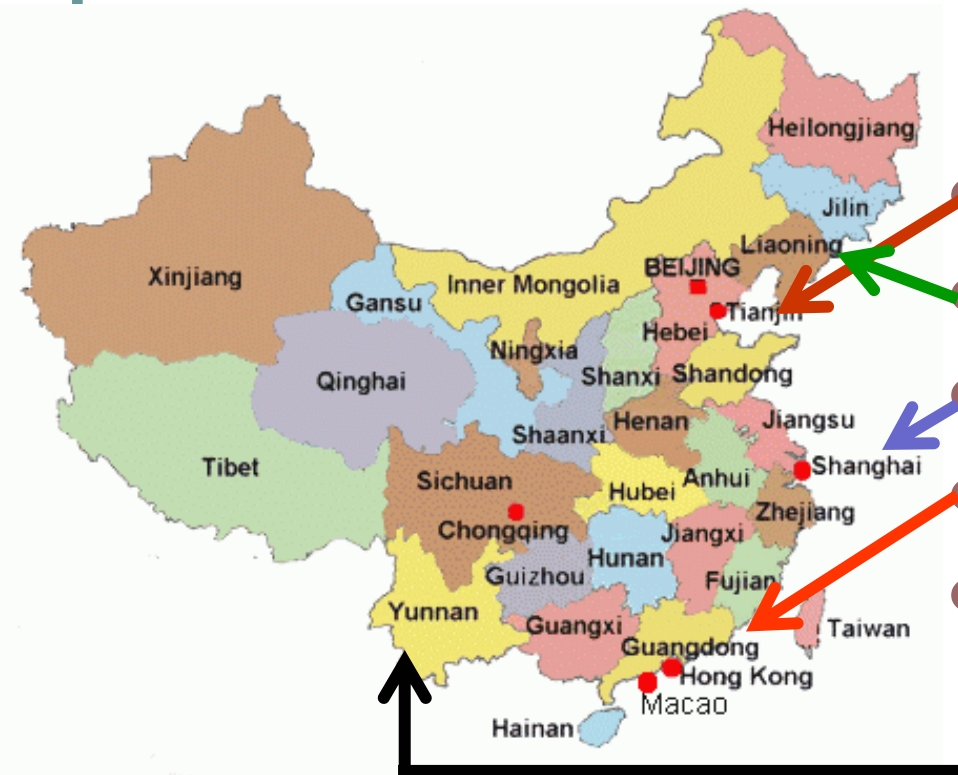 Heilongjiang
Jilin
Liaoning
BEIJING
Xinjiang
Inner Mongolia
Gansu
Tianjin
Hebei
Ningxia
Qinghai
Shanxi
Shandong
Henan
Jiangsu
Shaanxi
Tibet
Shanghai
Sichuan
Anhui
Hubei
Zhejiang
Chongqing
Jiangxi
Hunan
Guizhou
Fujian
Yunnan
Guangxi
Taiwan
Guangdong
Hong Kong
Macao
Hainan